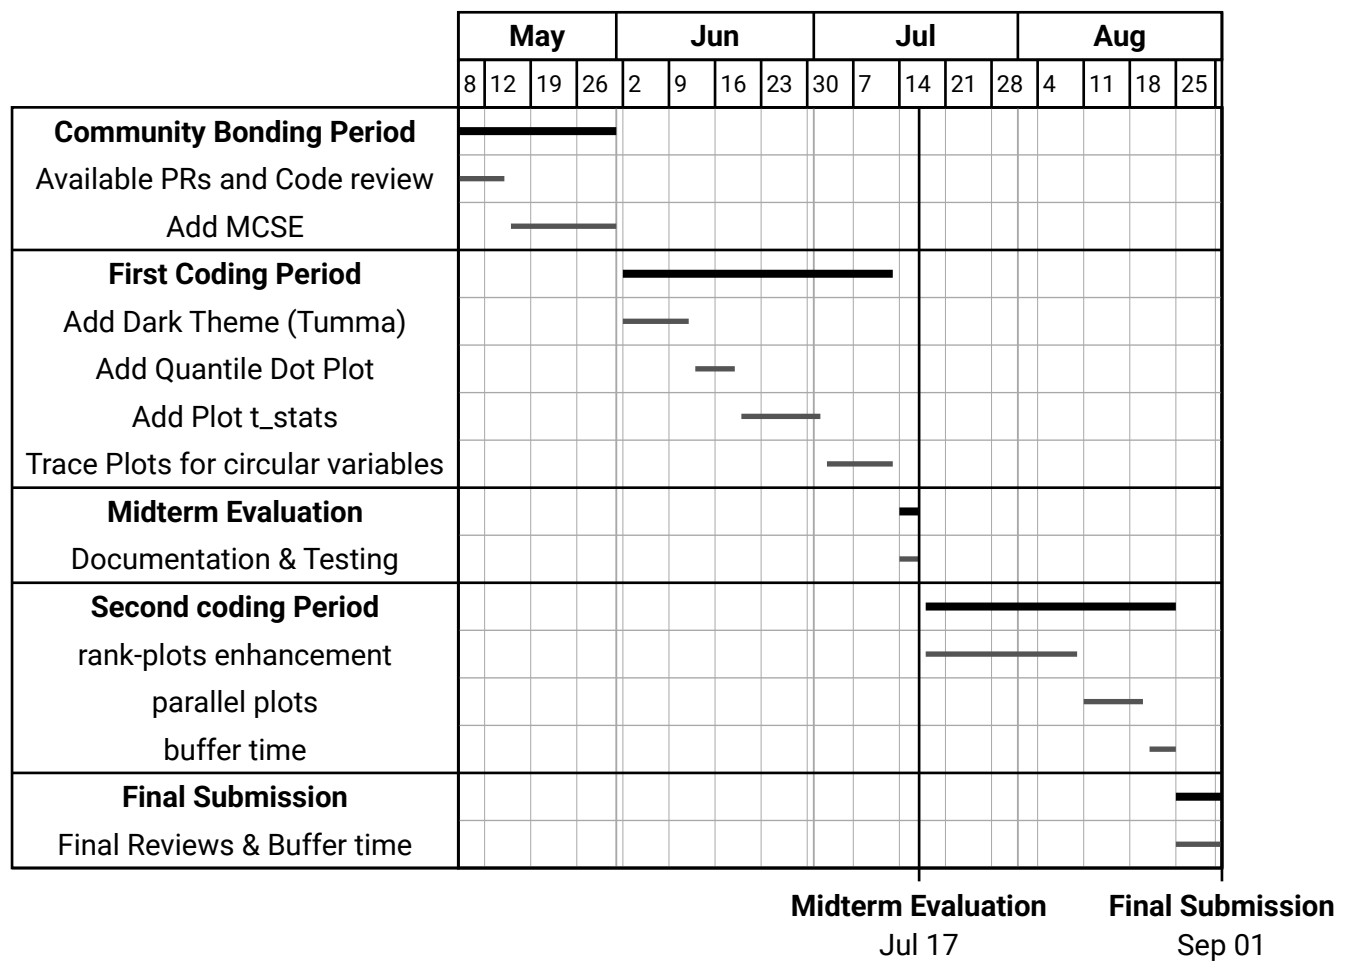 May Jun Jul Aug
8 12 19 26 2 9 16 23 30 7 14 21 28 4 11 18 25
Community Bonding Period
Available PRs and Code review
Add MCSE
First Coding Period
Add Dark Theme (Tumma)
Add Quantile Dot Plot
Add Plot t_stats
Trace Plots for circular variables
Midterm Evaluation
Documentation & Testing
Second coding Period
rank-plots enhancement
parallel plots
buffer time
Final Submission
Final Reviews & Buffer time
Midterm Evaluation Final Submission
Jul 17 Sep 01